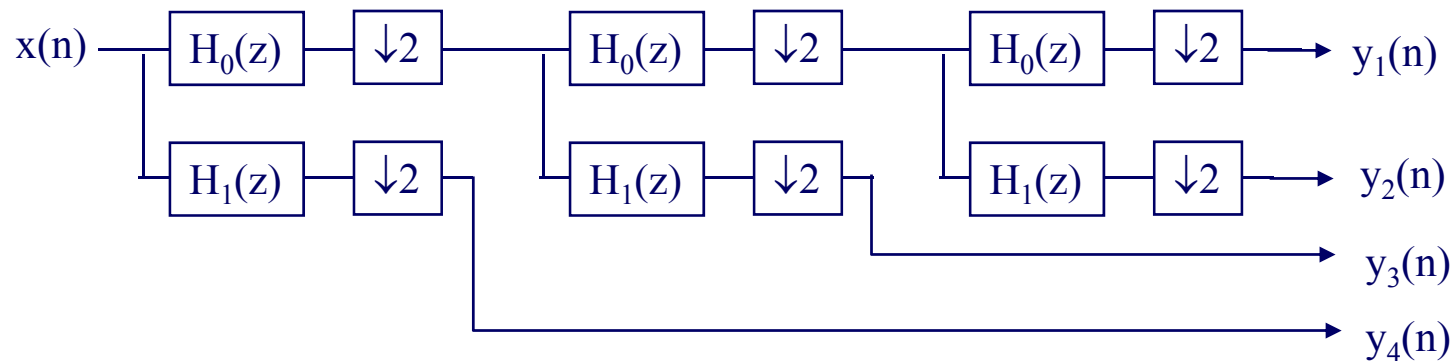 x(n) H₀(z) ↓2 H₀(z) ↓2 H₀(z) ↓2 y₁(n)
H₁(z) ↓2 H₁(z) ↓2 H₁(z) ↓2 y₂(n)
y₃(n)
y₄(n)